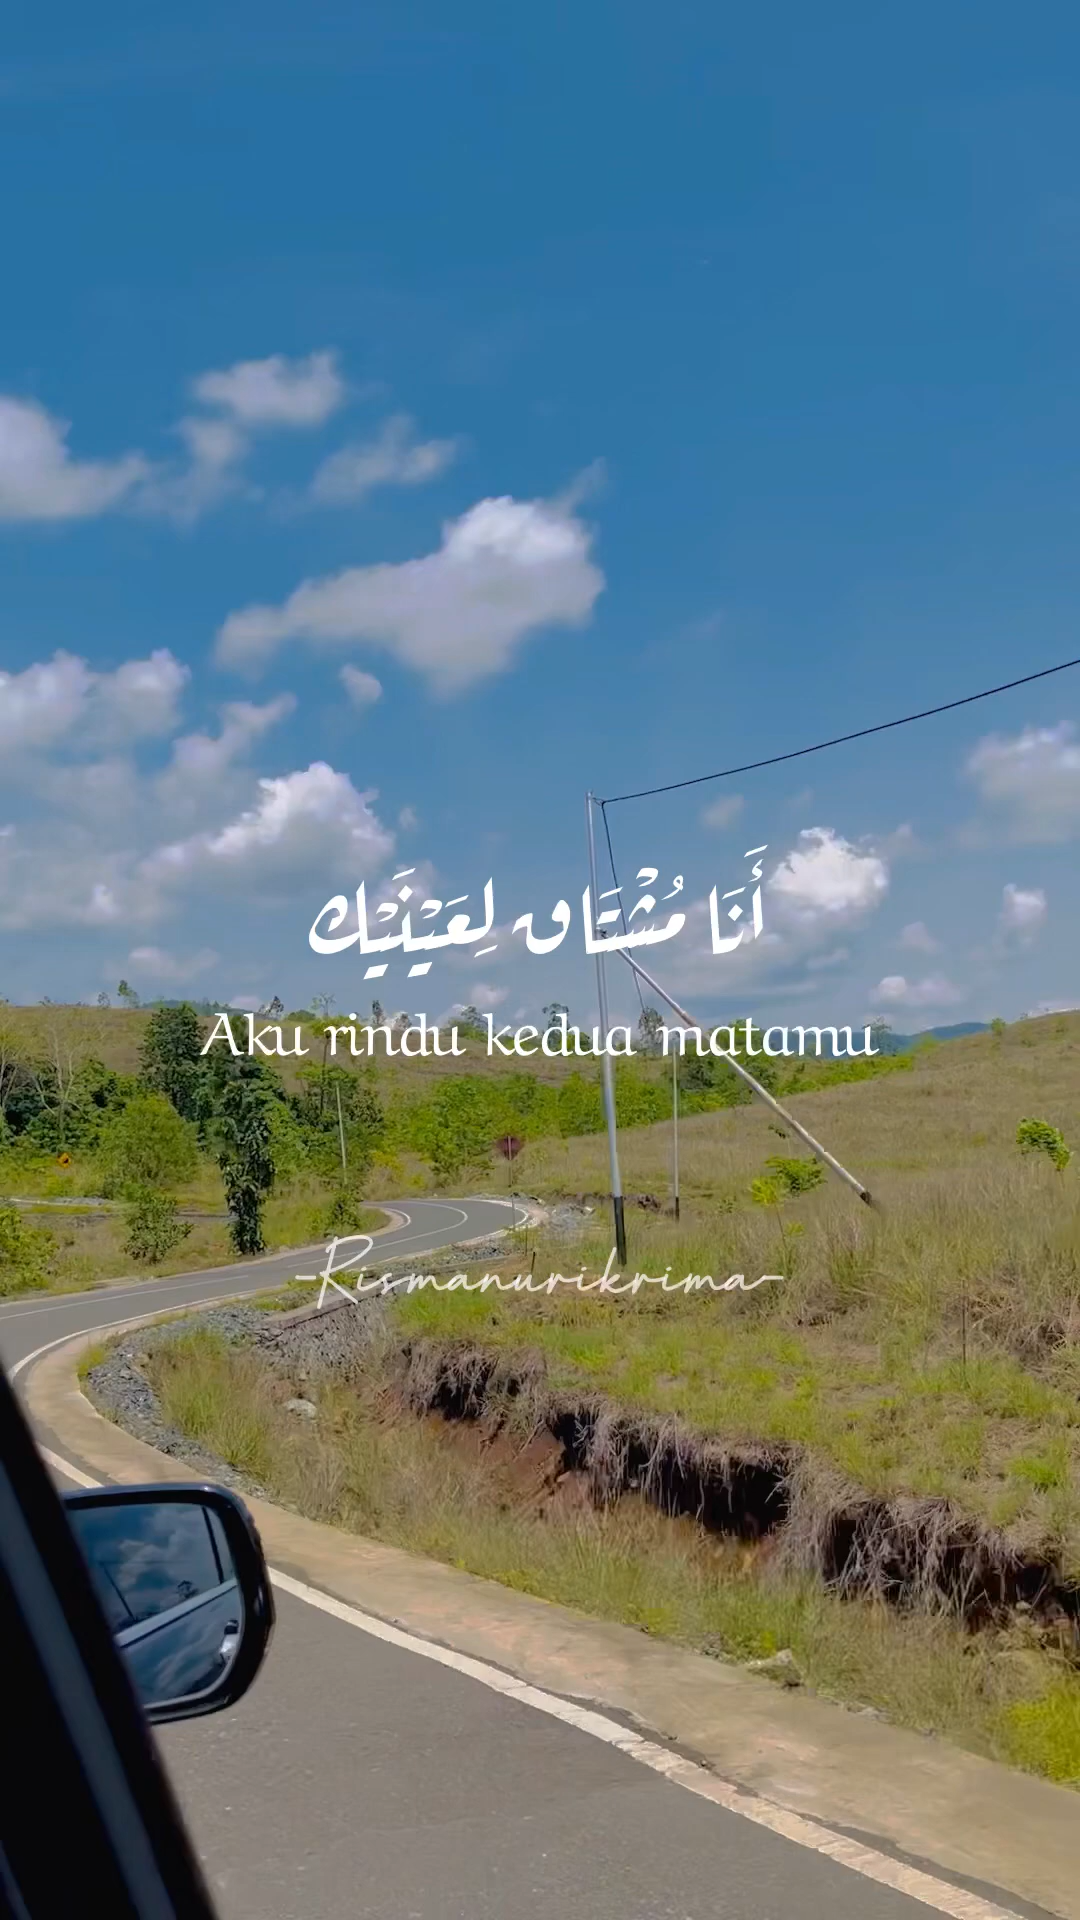 أَنَا مُشْتَاق لِعَيْنَيْك
Aku rindu kedua matamu
-Rismanurikrima-